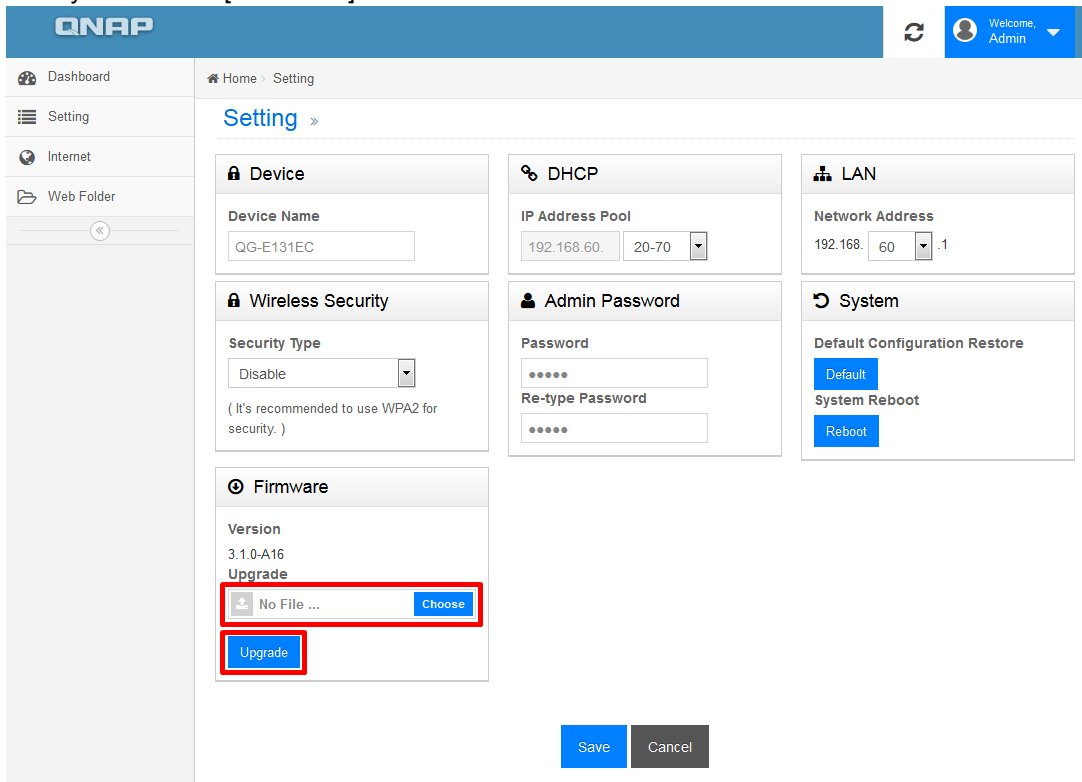 QNAP
Welcome,
Admin
Dashboard
Setting
Internet
Web Folder
Home Setting
Setting »
Device
Device Name
QG-E131EC
DHCP
IP Address Pool
192.168.60. 20-70
LAN
Network Address
192.168. 60 .1
Wireless Security
Security Type
Disable
( It's recommended to use WPA2 for
security. )
Admin Password
Password
●●●●●
Re-type Password
●●●●●
System
Default Configuration Restore
Default
System Reboot
Reboot
Firmware
Version
3.1.0-A16
Upgrade
No File ... Choose
Upgrade
Save Cancel